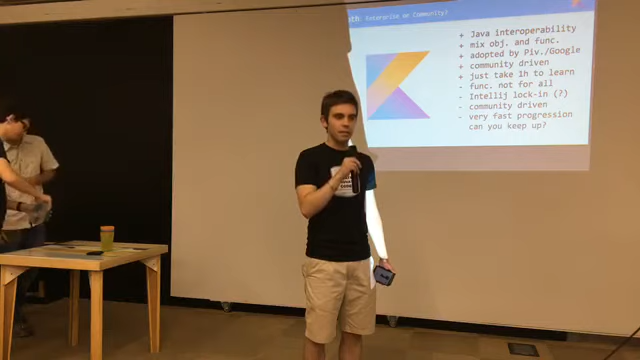 th: Enterprise or Community?
+ Java interoperability
+ mix obj. and func.
+ adopted by Piv./Google
+ community driven
+ just take 1h to learn
- func. not for all
- Intellij lock-in (?)
- community driven
- very fast progression
can you keep up?